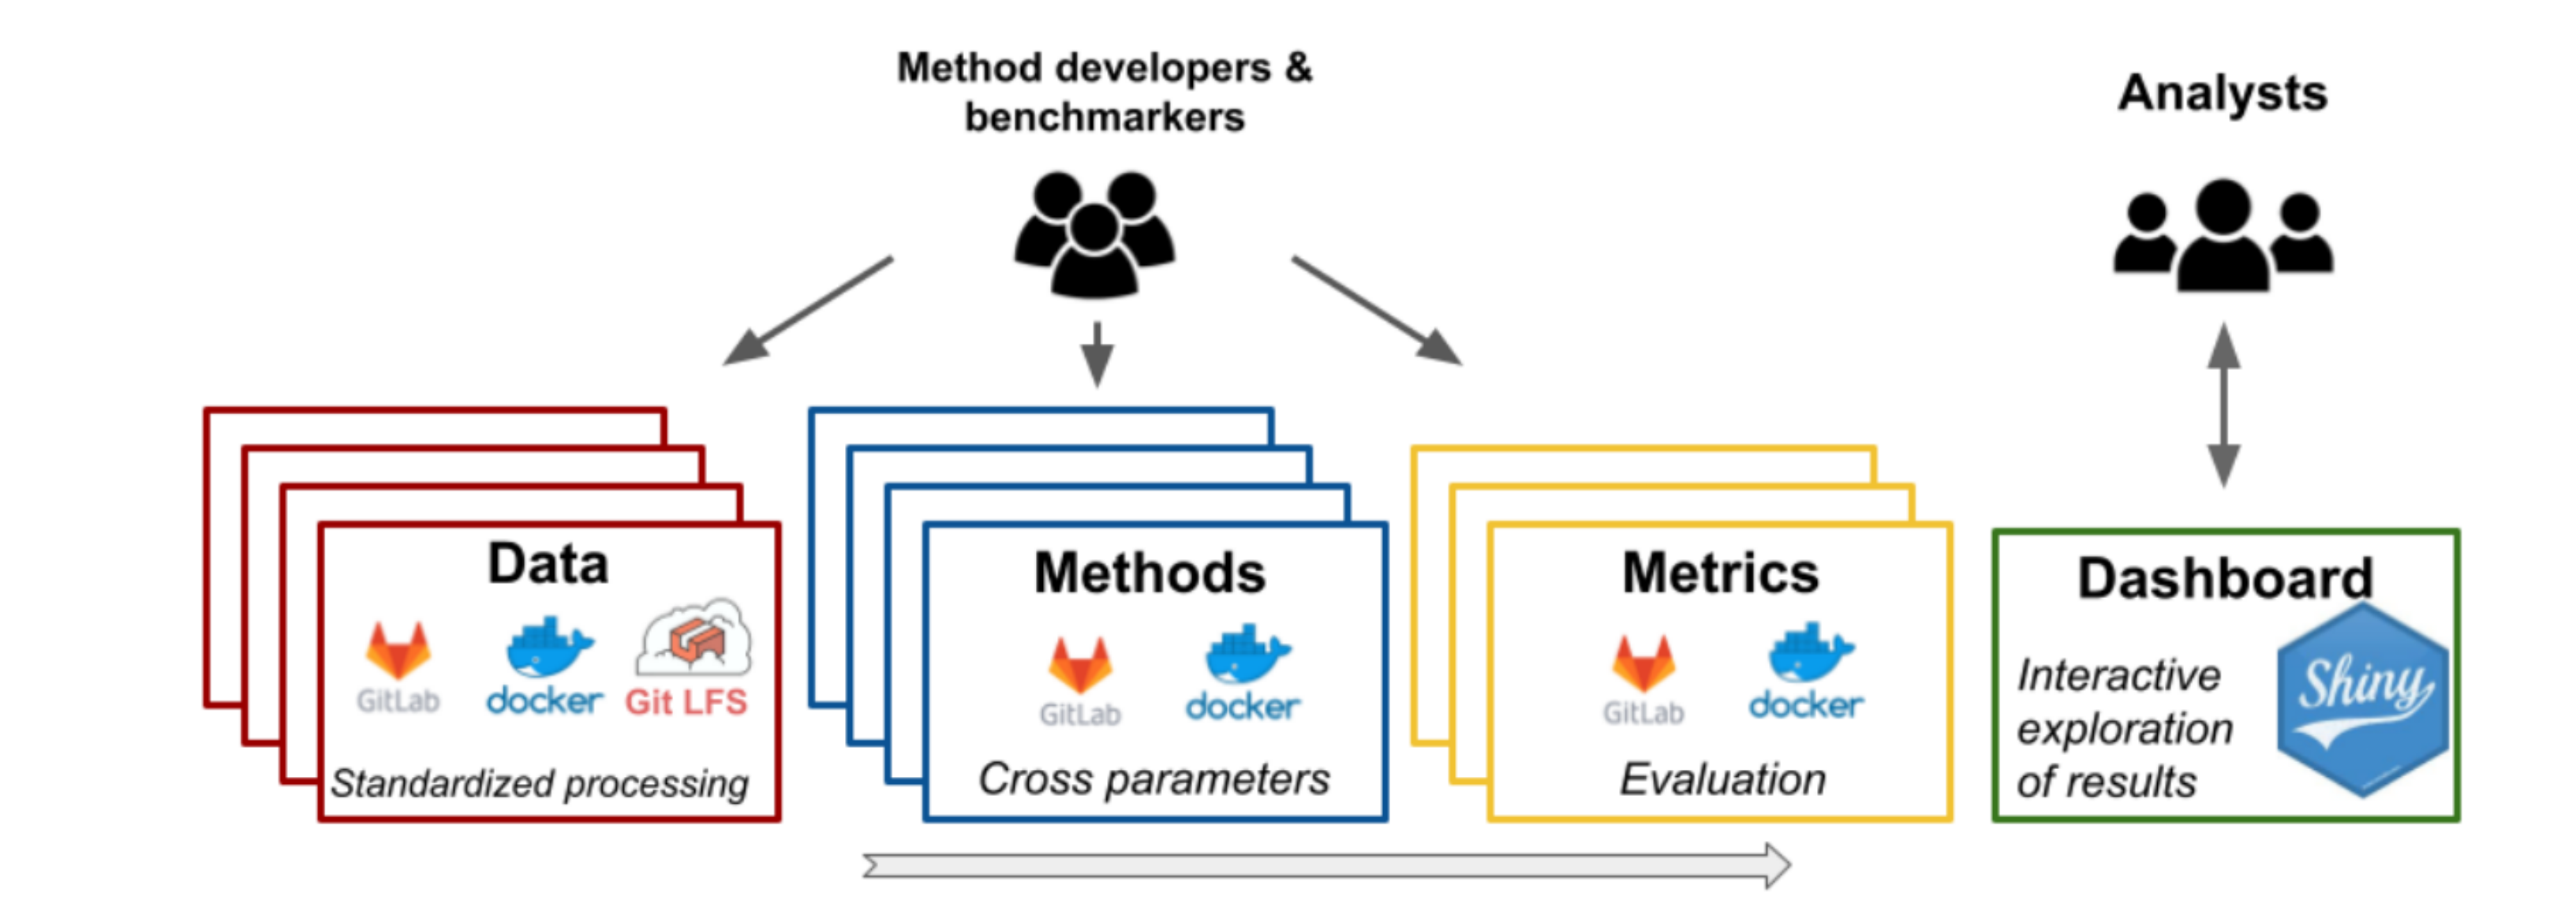 Method developers &
benchmarkers
Analysts
Data
GitLab
docker
Git LFS
Standardized processing
Methods
GitLab
docker
Cross parameters
Metrics
GitLab
docker
Evaluation
Dashboard
Interactive
exploration
of results
Shiny